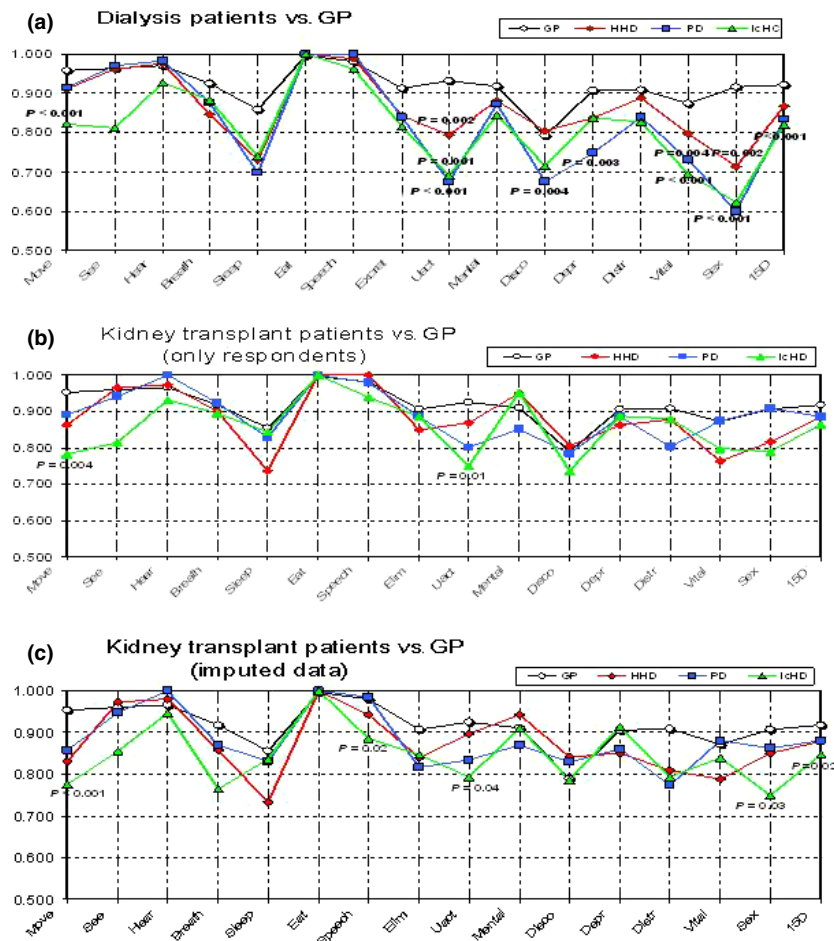 (a) Dialysis patients vs. GP
GP HHD PD IcHD
1.000
0.900
0.800
0.700
0.600
0.500
P < 0.001
P = 0.002
P = 0.001
P < 0.001
P = 0.004
P = 0.003
P = 0.004
P = 0.002
P < 0.001
P < 0.001
P < 0.001
Move See Hear Breath Sleep Eat Speech Excret Uact Mental Disco Depr Distr Vital Sex 15D
(b) Kidney transplant patients vs. GP
(only respondents)
GP HHD PD IcHD
1.000
0.900
0.800
0.700
0.600
0.500
P = 0.004
P = 0.01
Move See Hear Breath Sleep Eat Speech Elm Uact Mental Disco Depr Distr Vital Sex 15D
(c) Kidney transplant patients vs. GP
(imputed data)
GP HHD PD IcHD
1.000
0.900
0.800
0.700
0.600
0.500
P < 0.001
P = 0.02
P = 0.04
P = 0.03
Move See Hear Breath Sleep Eat Speech Elm Uact Mental Disco Depr Distr Vital Sex 15D